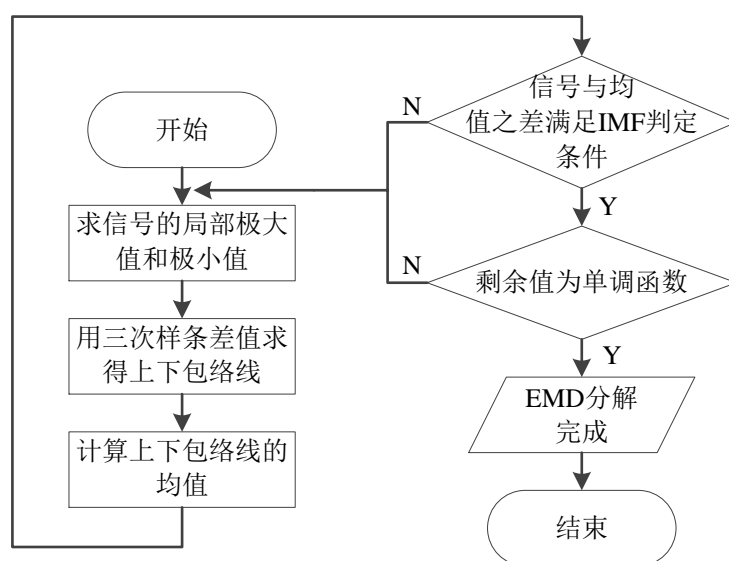 开始
求信号的局部极大
值和极小值
用三次样条差值求
得上下包络线
计算上下包络线的
均值
信号与均
值之差满足IMF判定
条件
N
Y
剩余值为单调函数
N
Y
EMD分解
完成
结束